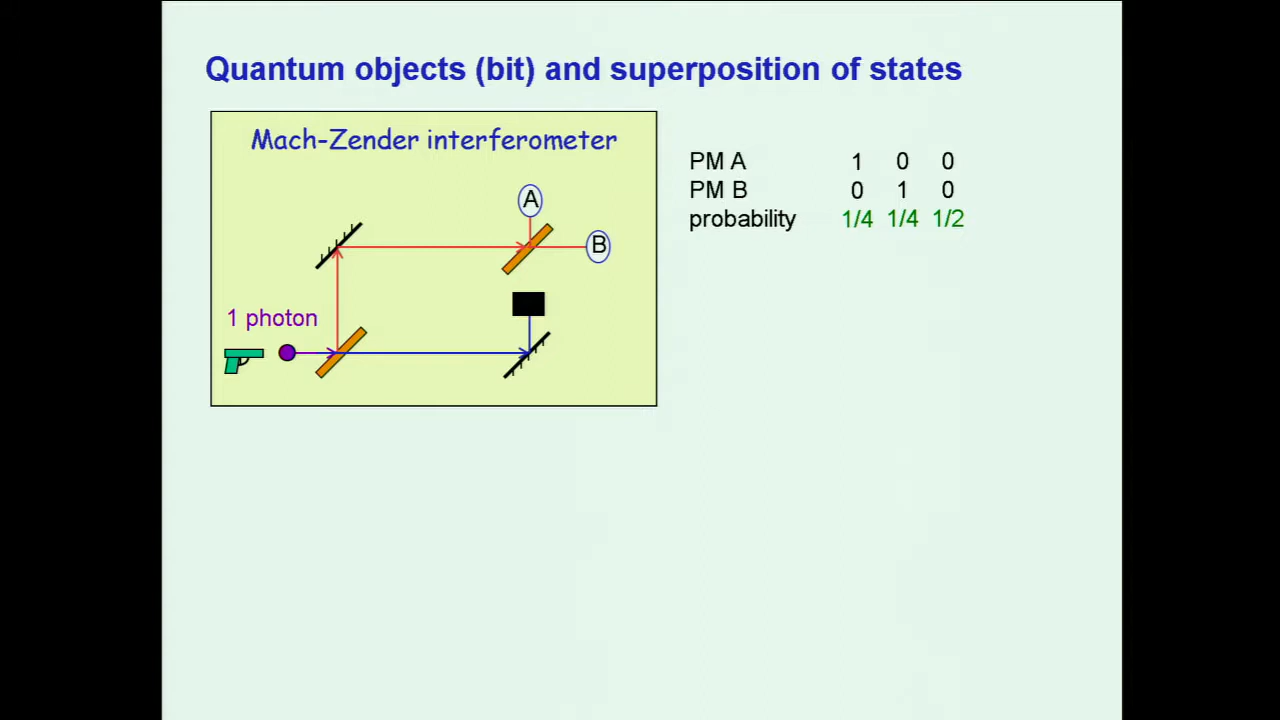 Quantum objects (bit) and superposition of states
Mach-Zender interferometer
A
B
1 photon
PM A 1 0 0
PM B 0 1 0
probability 1/4 1/4 1/2